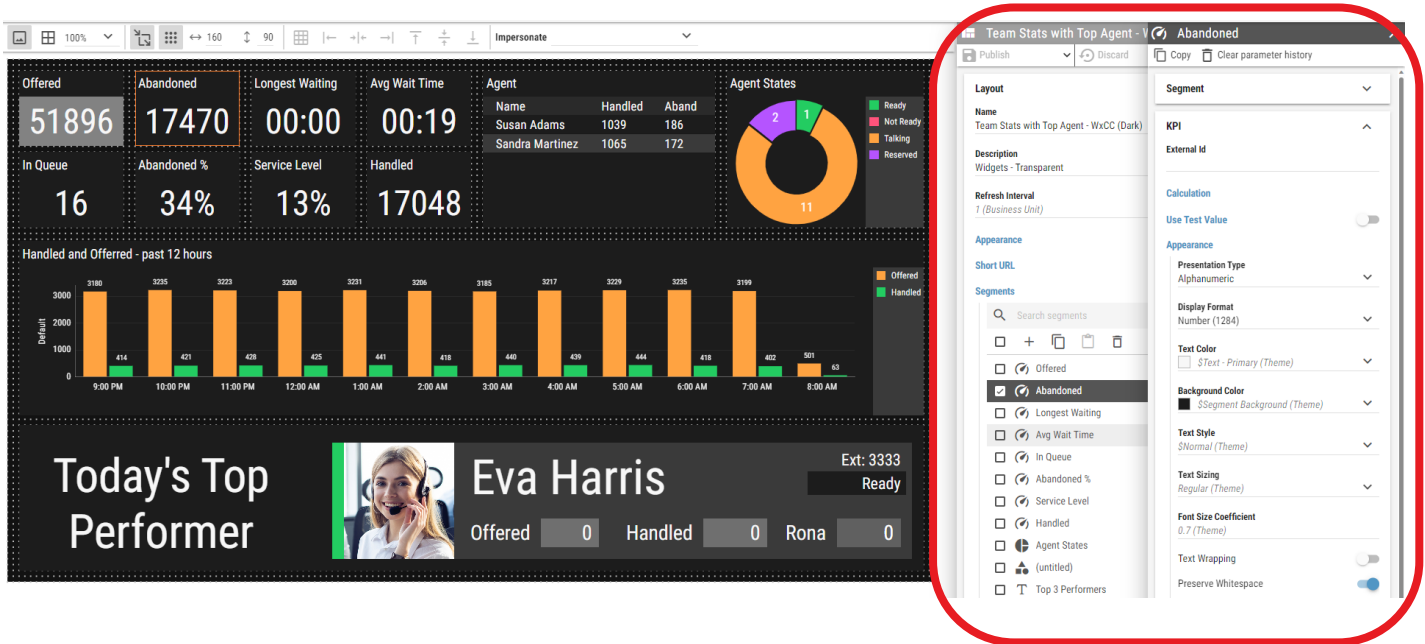 100%
160
90
Impersonate
Offered
51896
Abandoned
17470
Longest Waiting
00:00
Avg Wait Time
00:19
In Queue
16
Abandoned %
34%
Service Level
13%
Handled
17048
Agent
Name Handled Aband
Susan Adams 1039 186
Sandra Martinez 1065 172
Agent States
2
1
11
Ready
Not Ready
Talking
Reserved
Handled and Offerred - past 12 hours
Default
3000
2000
1000
0
3180 3235 3223 3200 3231 3206 3185 3217 3229 3235 3199 501
414 421 428 425 441 418 440 439 444 418 402 63
9:00 PM 10:00 PM 11:00 PM 12:00 AM 1:00 AM 2:00 AM 3:00 AM 4:00 AM 5:00 AM 6:00 AM 7:00 AM 8:00 AM
Offered
Handled
Today's Top
Performer
Eva Harris
Ext: 3333
Ready
Offered 0 Handled 0 Rona 0
Team Stats with Top Agent -
Publish
Discard
Layout
Name
Team Stats with Top Agent - WxCC (Dark)
Description
Widgets - Transparent
Refresh Interval
1 (Business Unit)
Appearance
Short URL
Segments
Search segments
Offered
Abandoned
Longest Waiting
Avg Wait Time
In Queue
Abandoned %
Service Level
Handled
Agent States
(untitled)
T Top 3 Performers
Abandoned
Copy
Clear parameter history
Segment
KPI
External Id
Calculation
Use Test Value
Appearance
Presentation Type
Alphanumeric
Display Format
Number (1284)
Text Color
$Text - Primary (Theme)
Background Color
$Segment Background (Theme)
Text Style
$Normal (Theme)
Text Sizing
Regular (Theme)
Font Size Coefficient
0.7 (Theme)
Text Wrapping
Preserve Whitespace